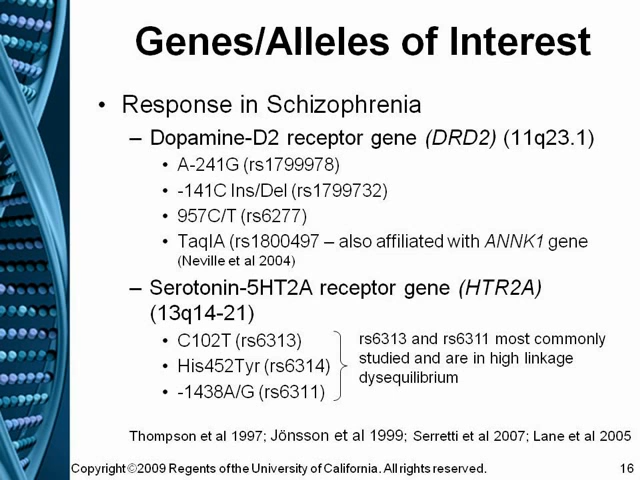 Genes/Alleles of Interest
• Response in Schizophrenia
– Dopamine-D2 receptor gene (DRD2) (11q23.1)
• A-241G (rs1799978)
• -141C Ins/Del (rs1799732)
• 957C/T (rs6277)
• TaqIA (rs1800497 – also affiliated with ANNK1 gene
(Neville et al 2004)
– Serotonin-5HT2A receptor gene (HTR2A)
(13q14-21)
• C102T (rs6313)
• His452Tyr (rs6314)
• -1438A/G (rs6311)
rs6313 and rs6311 most commonly
studied and are in high linkage
dysequilibrium
Thompson et al 1997; Jönsson et al 1999; Serretti et al 2007; Lane et al 2005
Copyright ©2009 Regents of the University of California. All rights reserved.
16